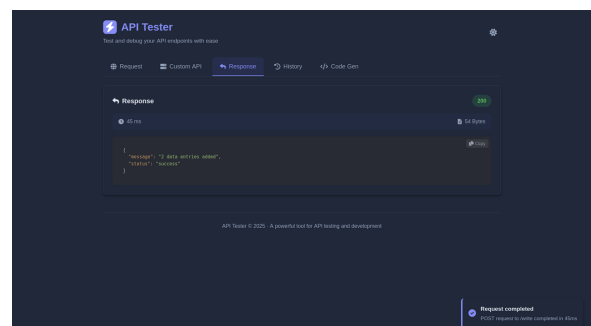 API Tester
Test and debug your API endpoints with ease
Request
Custom API
Response
History
</> Code Gen
Response
200
45 ms
54 Bytes
Copy
{
"message": "2 data entries added",
"status": "success"
}
API Tester © 2025 · A powerful tool for API testing and development
Request completed
POST request to /write completed in 45ms